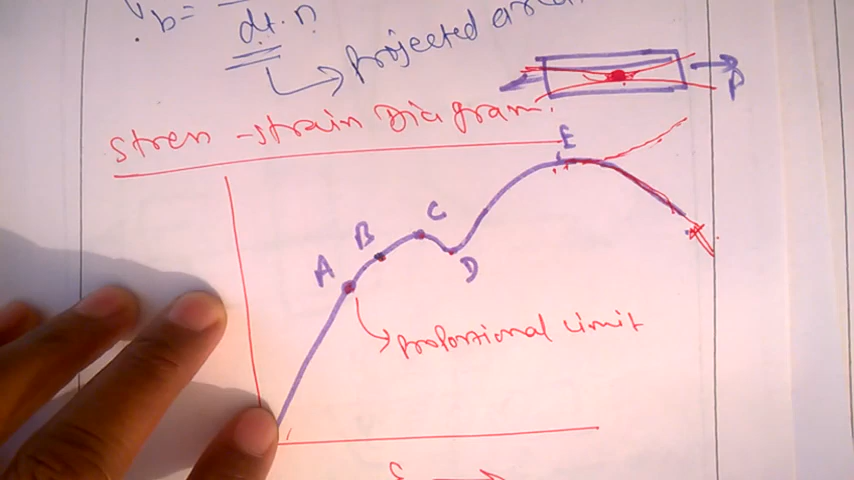 b=
dt. n
Projected area.
P
Stress-strain Diagram.
E
C
B
A
D
Proportional limit